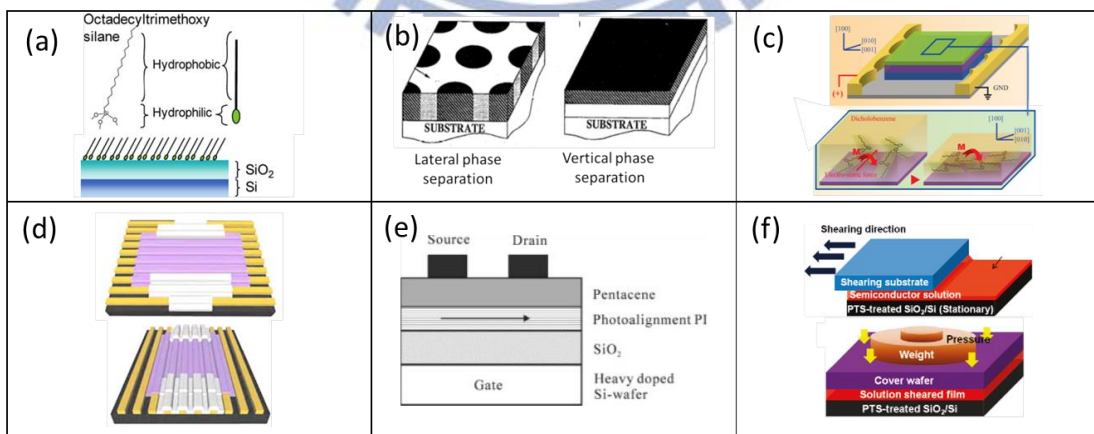 (a)
Octadecyltrimethoxy
silane
Hydrophobic
Hydrophilic
SiO2
Si
(b)
SUBSTRATE
SUBSTRATE
Lateral phase
separation
Vertical phase
separation
(c)
[100]
[010]
[001]
(+)
GND
Dicholobenzene
[100]
[001]
[010]
M
M
(d)
(e)
Source
Drain
Pentacene
Photoalignment PI
SiO2
Gate
Heavy doped
Si-wafer
(f)
Shearing direction
Shearing substrate
Semiconductor solution
PTS-treated SiO2/Si (Stationary)
Pressure
Weight
Cover wafer
Solution sheared film
PTS-treated SiO2/Si